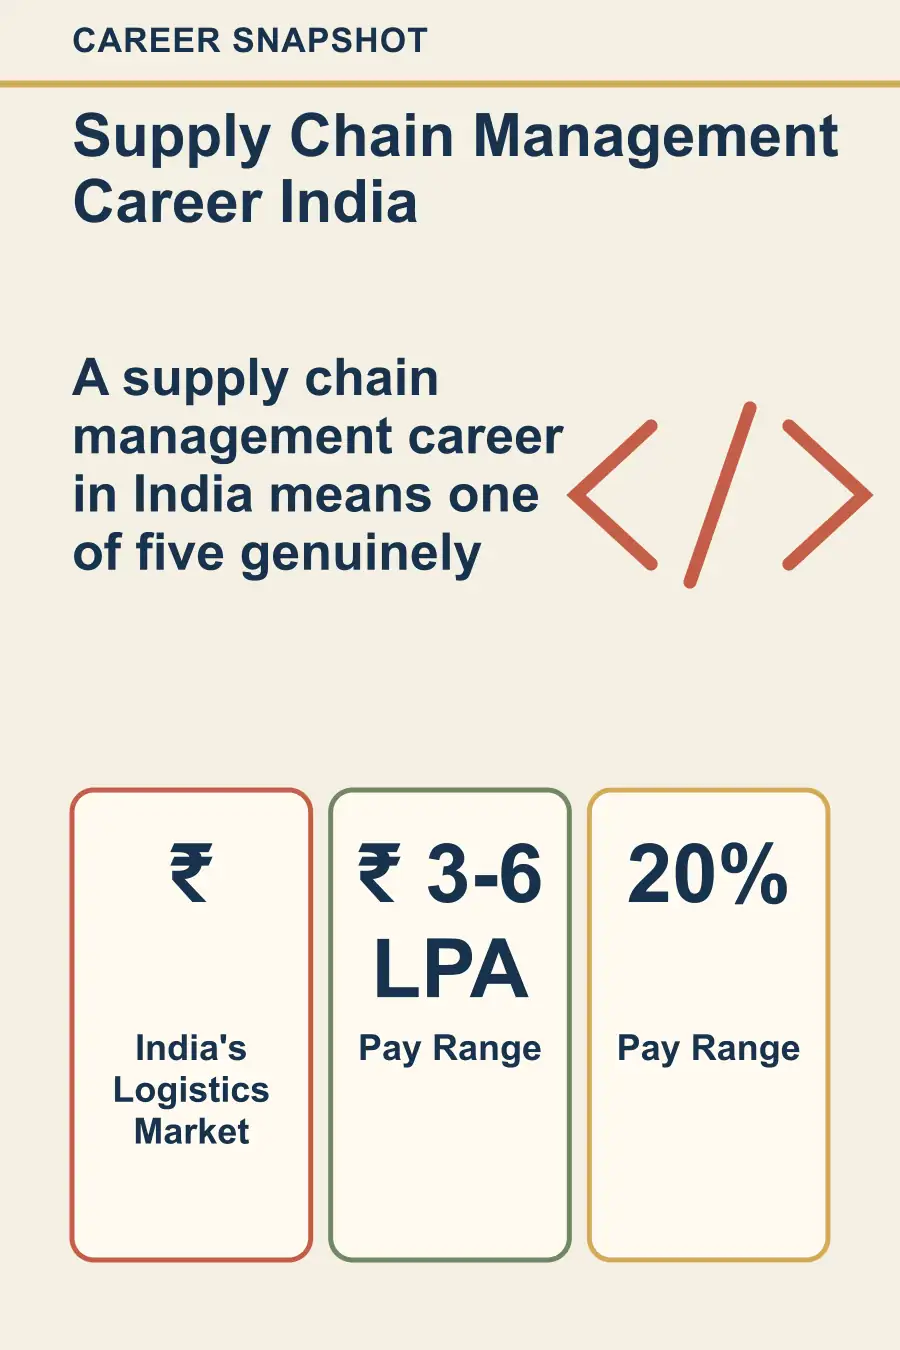 CAREER SNAPSHOT
Supply Chain Management
Career India
A supply chain
management career
in India means one
of five genuinely
₹
India's
Logistics
Market
₹ 3-6
LPA
Pay Range
20%
Pay Range